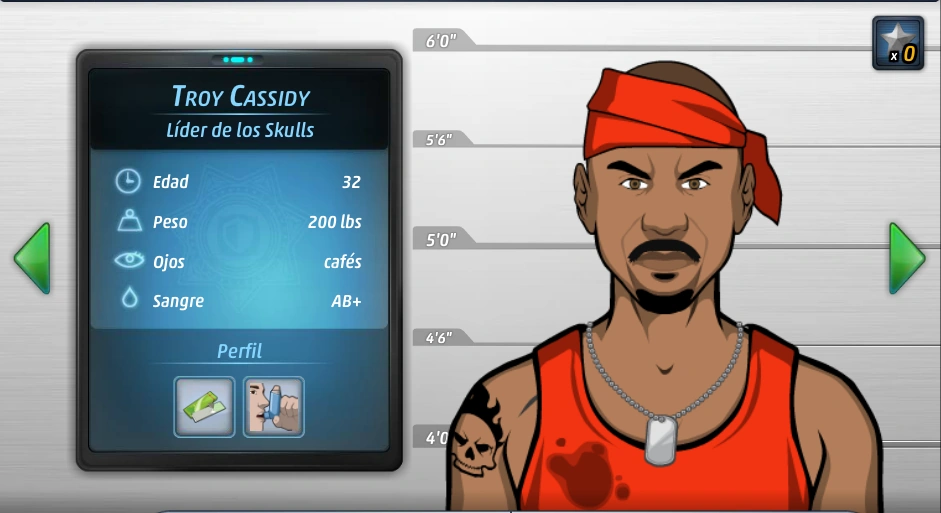 TROY CASSIDY
Líder de los Skulls
Edad 32
Peso 200 lbs
Ojos cafés
Sangre AB+
Perfil
6'0"
5'6"
5'0"
4'6"
4'0
x 0